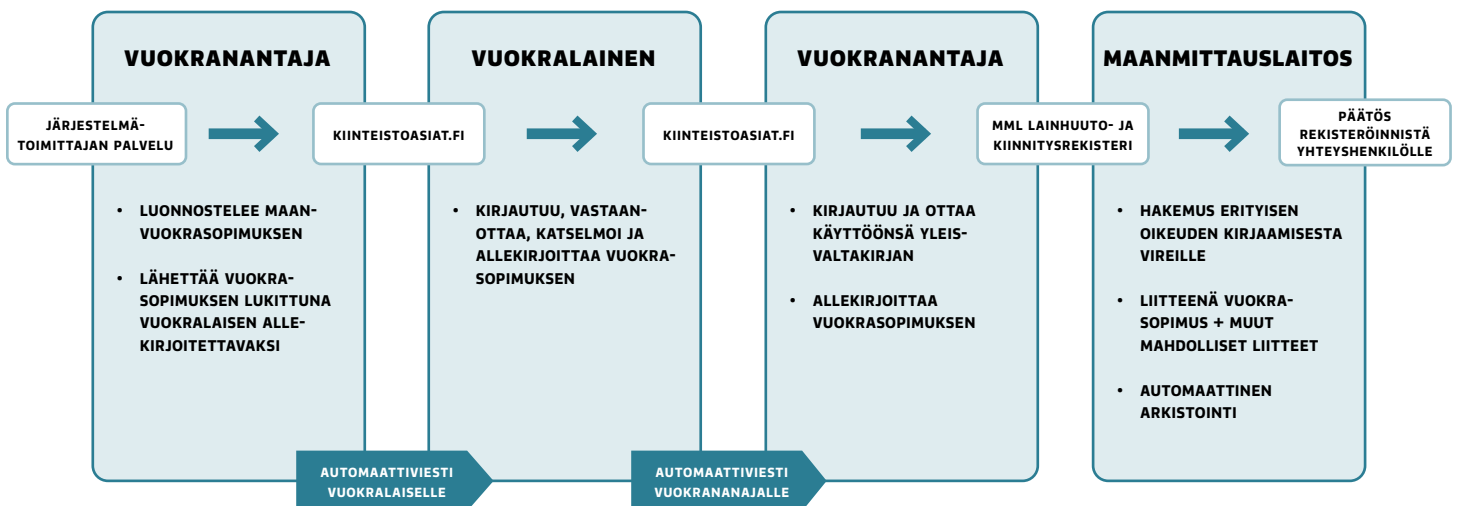 VUOKRANANTAJA
JÄRJESTELMÄ-
TOIMITTAJAN PALVELU
• LUONNOSTELEE MAAN-
VUOKRASOPIMUKSEN
• LÄHETTÄÄ VUOKRA-
SOPIMUKSEN LUKITTUNA
VUOKRALAISEN ALLE-
KIRJOITETTAVAKSI
KIINTEISTOASIAT.FI
AUTOMAATTIVIESTI
VUOKRALAISELLE
VUOKRALAINEN
• KIRJAUTUU, VASTAAN-
OTTAA, KATSELMOI JA
ALLEKIRJOITTAA VUOKRA-
SOPIMUKSEN
KIINTEISTOASIAT.FI
AUTOMAATTIVIESTI
VUOKRANANAJALLE
VUOKRANANTAJA
• KIRJAUTUU JA OTTAA
KÄYTTÖÖNSÄ YLEIS-
VALTAKIRJAN
• ALLEKIRJOITTAA
VUOKRASOPIMUKSEN
MML LAINHUUTO- JA
KIINNITYSREKISTERI
MAANMITTAUSLAITOS
• HAKEMUS ERITYISEN
OIKEUDEN KIRJAAMISESTA
VIREILLE
• LIITTEENÄ VUOKRA-
SOPIMUS + MUUT
MAHDOLLISET LIITTEET
• AUTOMAATTINEN
ARKISTOINTI
PÄÄTÖS
REKISTERÖINNISTÄ
YHTEYSHENKILÖLLE